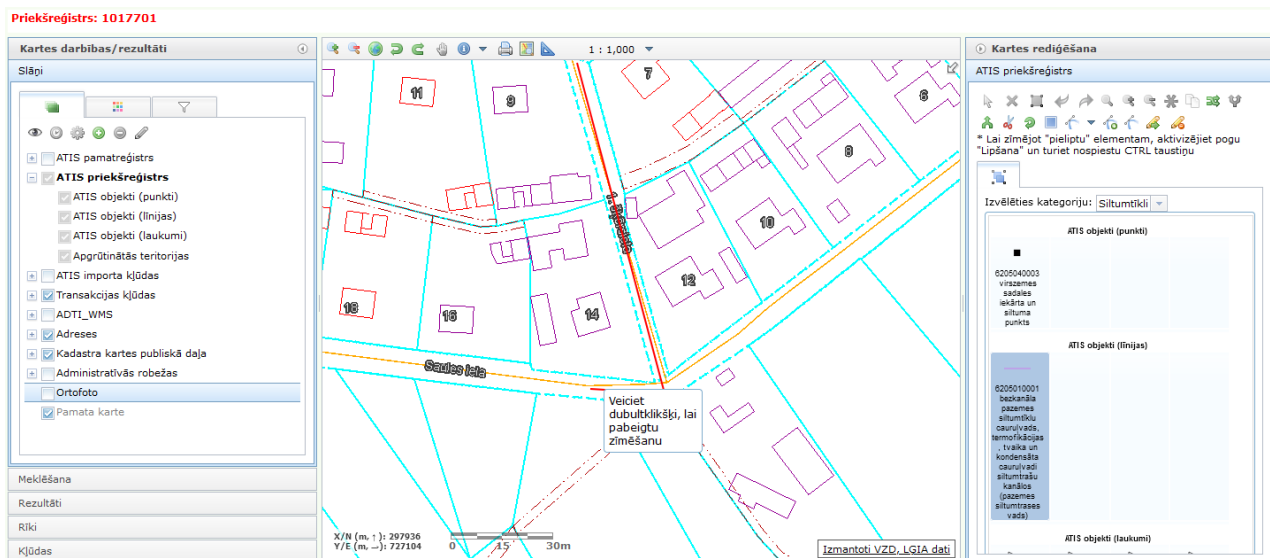 Priekšreģistrs: 1017701
Kartes darbības/rezultāti
Slāņi
ATIS pamatreģistrs
ATIS priekšreģistrs
ATIS objekti (punkti)
ATIS objekti (līnijas)
ATIS objekti (laukumi)
Apgrūtinātās teritorijas
ATIS importa kļūdas
Transakcijas kļūdas
ADTI_WMS
Adreses
Kadastra kartes publiskā daļa
Administratīvās robežas
Ortofoto
Pamata karte
Meklēšana
Rezultāti
Rīki
Kļūdas
1 : 1,000
11
9
7
6
8
10
12
14
16
18
Saules iela
Veiciet
dubultklikšķi, lai
pabeigtu
zīmēšanu
X/N (m, ↑): 297936
Y/E (m, →): 727104
0 15 30m
Izmantoti VZD, LGIA dati
Kartes rediģēšana
ATIS priekšreģistrs
* Lai zīmējot "pieliptu" elementam, aktivizējiet pogu
"Lipšana" un turiet nospiestu CTRL taustiņu
Izvēlēties kategoriju: Siltumtīkli
ATIS objekti (punkti)
6205040003
virszemes
sadales
iekārta un
siltuma
punkts
ATIS objekti (līnijas)
6205010001
bezkanāla
pazemes
siltumtīklu
cauruļvads,
termofikācijas
, tvaika un
kondensāta
cauruļvadi
siltumtrašu
kanālos
(pazemes
siltumtrases
vads)
ATIS objekti (laukumi)